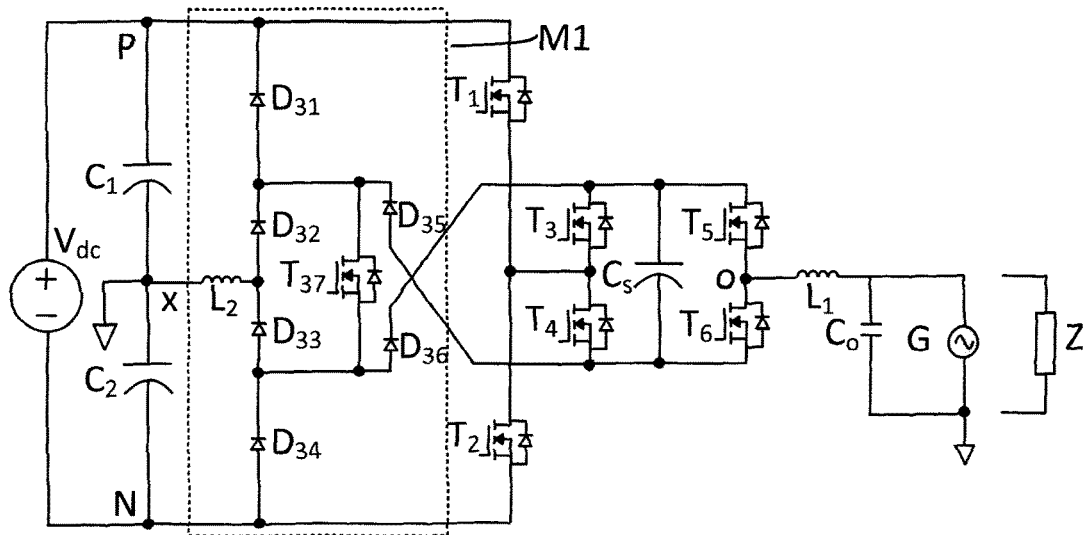 P
M1
T1
D31
C1
D32
D35
T3
T5
Vdc
+
−
T37
Cs
O
x
L2
L1
D33
T4
T6
Co
G
Z
D36
C2
D34
T2
N